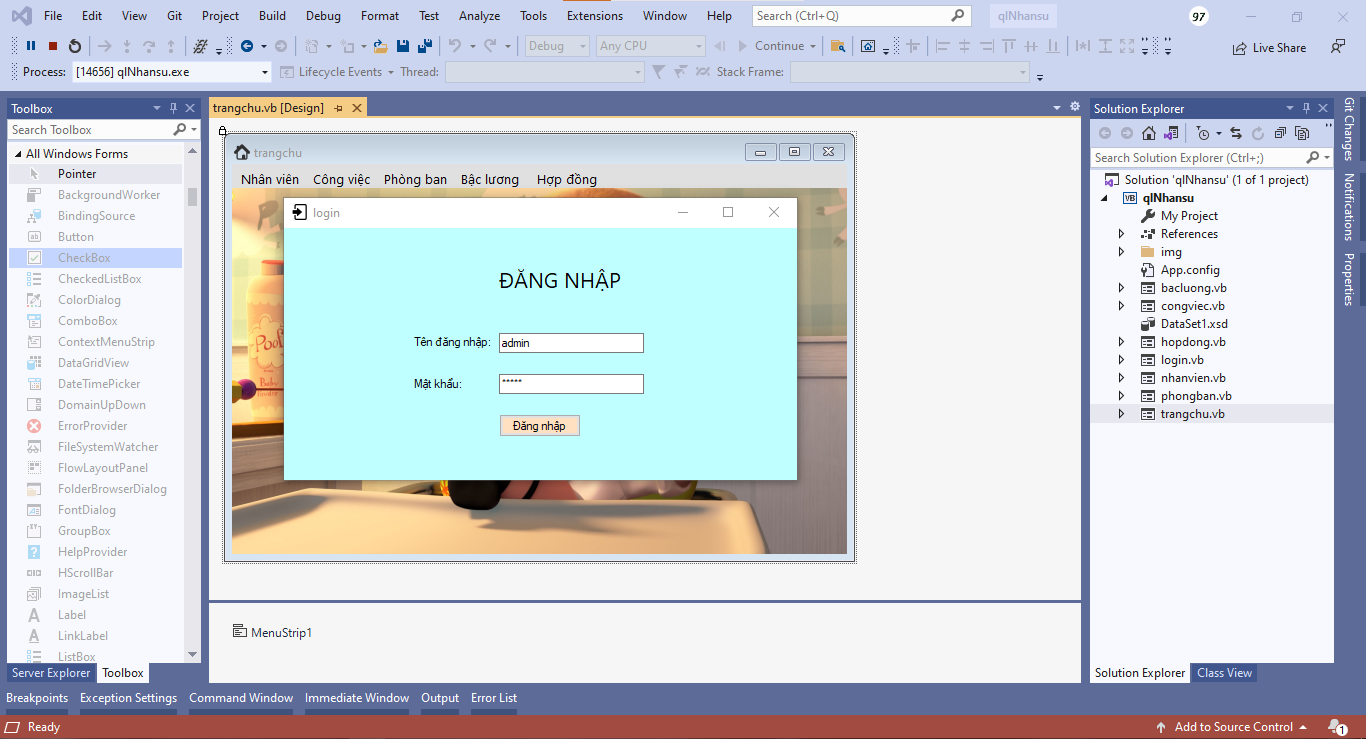 File Edit View Git Project Build Debug Format Test Analyze Tools Extensions Window Help Search (Ctrl+Q) qlNhansu 97
Debug Any CPU Continue Live Share
Process: [14656] qlNhansu.exe Lifecycle Events Thread: Stack Frame:
Toolbox
Search Toolbox
All Windows Forms
Pointer
BackgroundWorker
BindingSource
Button
CheckBox
CheckedListBox
ColorDialog
ComboBox
ContextMenuStrip
DataGridView
DateTimePicker
DomainUpDown
ErrorProvider
FileSystemWatcher
FlowLayoutPanel
FolderBrowserDialog
FontDialog
GroupBox
HelpProvider
HScrollBar
ImageList
Label
LinkLabel
ListBox
Server Explorer Toolbox
trangchu.vb [Design]
trangchu
Nhân viên Công việc Phòng ban Bậc lương Hợp đồng
login
ĐĂNG NHẬP
Tên đăng nhập: admin
Mật khẩu: *****
Đăng nhập
MenuStrip1
Solution Explorer
Search Solution Explorer (Ctrl+;)
Solution 'qlNhansu' (1 of 1 project)
VB qlNhansu
My Project
References
img
App.config
bacluong.vb
congviec.vb
DataSet1.xsd
hopdong.vb
login.vb
nhanvien.vb
phongban.vb
trangchu.vb
Solution Explorer Class View
Git Changes
Notifications
Properties
Breakpoints Exception Settings Command Window Immediate Window Output Error List
Ready Add to Source Control 1